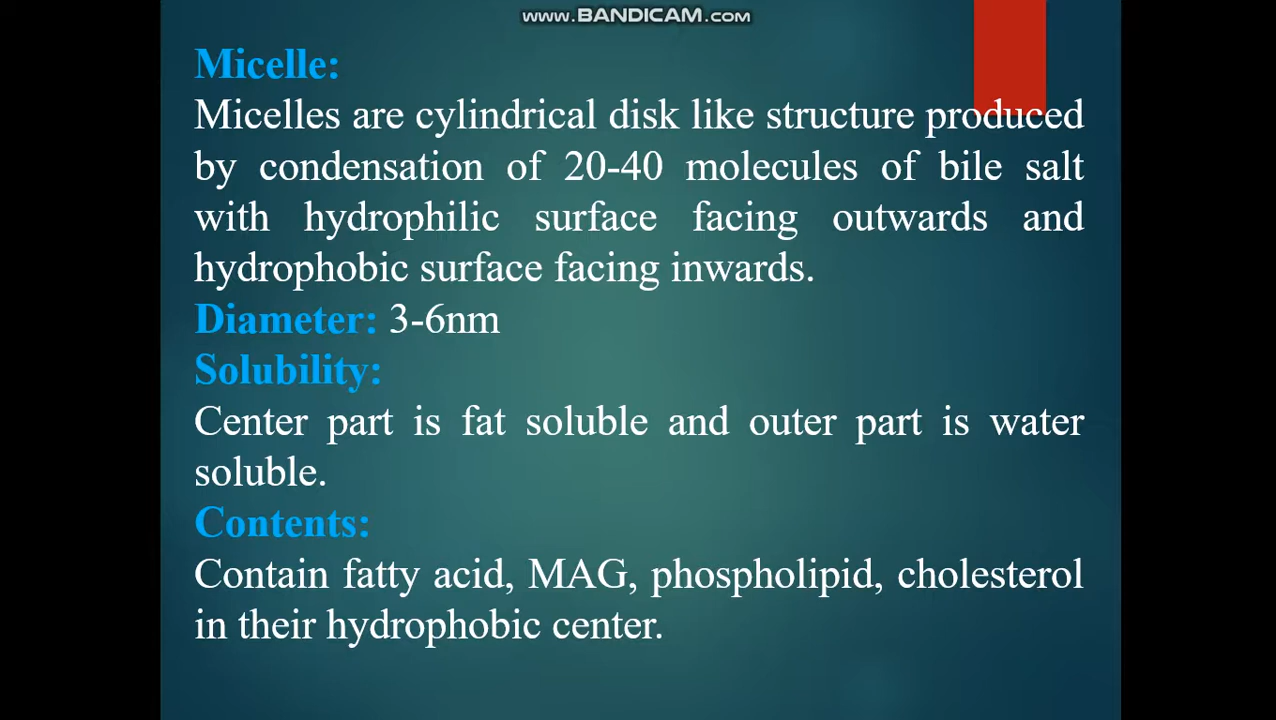 www.BANDICAM.com
Micelle:
Micelles are cylindrical disk like structure produced
by condensation of 20-40 molecules of bile salt
with hydrophilic surface facing outwards and
hydrophobic surface facing inwards.
Diameter: 3-6nm
Solubility:
Center part is fat soluble and outer part is water
soluble.
Contents:
Contain fatty acid, MAG, phospholipid, cholesterol
in their hydrophobic center.